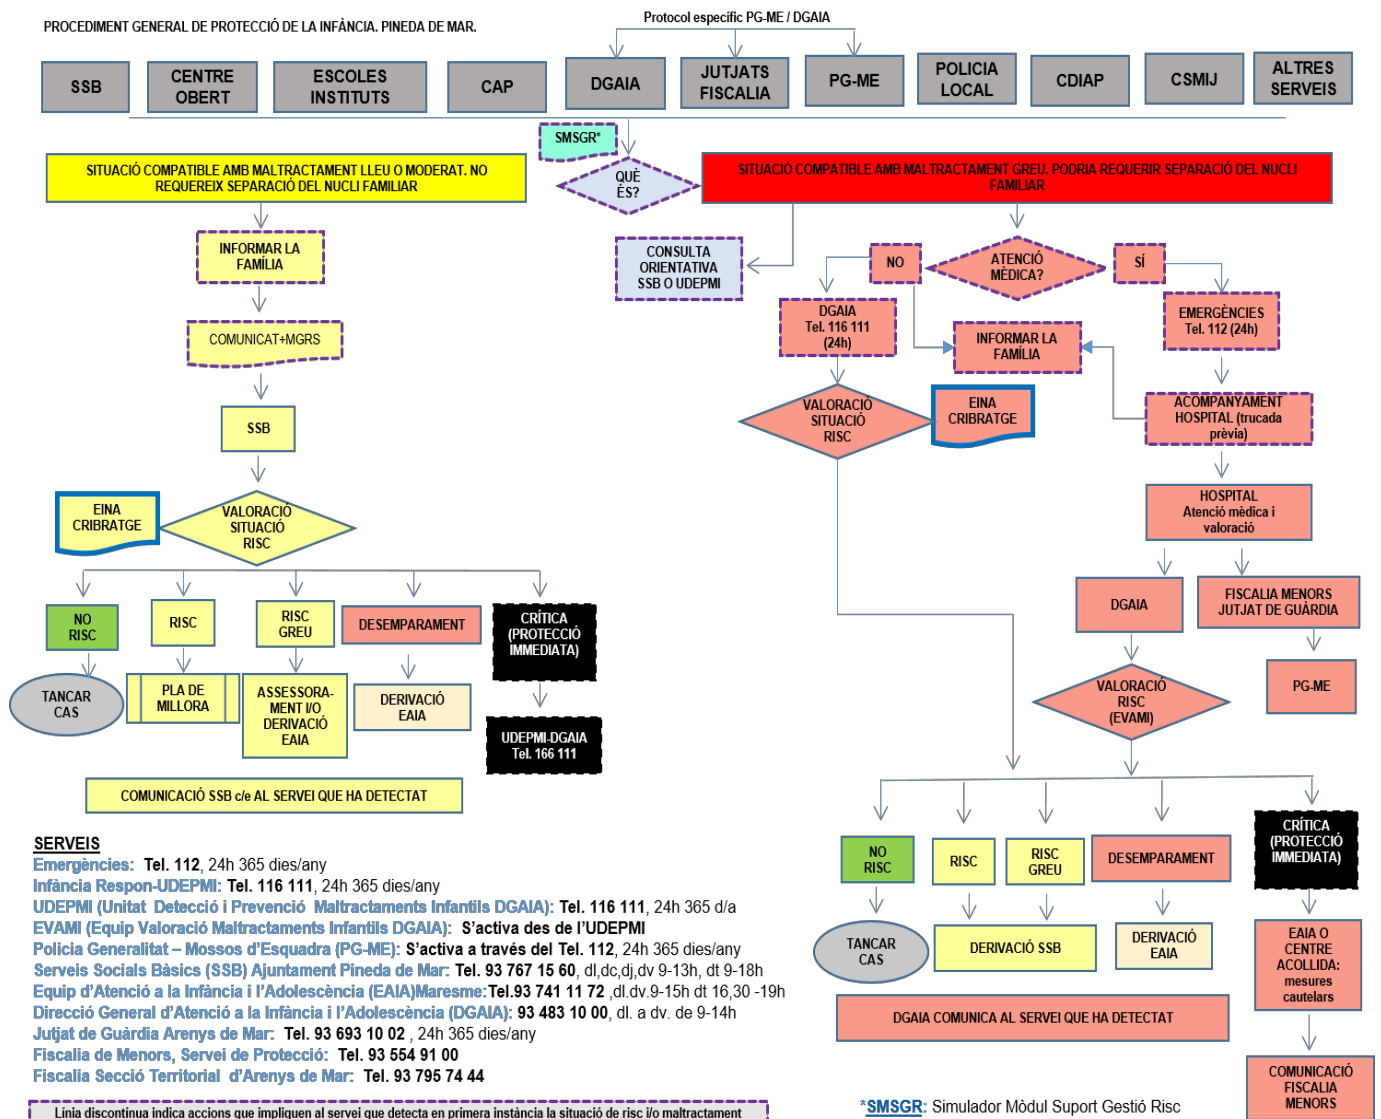 PROCEDIMENT GENERAL DE PROTECCIÓ DE LA INFÀNCIA. PINEDA DE MAR.
Protocol específic PG-ME / DGAIA
SSB
CENTRE
OBERT
ESCOLES
INSTITUTS
CAP
DGAIA
JUTJATS
FISCALIA
PG-ME
POLICIA
LOCAL
CDIAP
CSMIJ
ALTRES
SERVEIS
SMSGR*
QUÈ
ÉS?
SITUACIÓ COMPATIBLE AMB MALTRACTAMENT LLEU O MODERAT. NO
REQUEREIX SEPARACIÓ DEL NUCLI FAMILIAR
SITUACIÓ COMPATIBLE AMB MALTRACTAMENT GREU. PODRIA REQUERIR SEPARACIÓ DEL NUCLI
FAMILIAR
INFORMAR LA
FAMÍLIA
COMUNICAT+MGRS
SSB
EINA
CRIBRATGE
VALORACIÓ
SITUACIÓ
RISC
NO
RISC
RISC
RISC
GREU
DESEMPARAMENT
CRÍTICA
(PROTECCIÓ
IMMEDIATA)
TANCAR
CAS
PLA DE
MILLORA
ASSESSORA-
MENT I/O
DERIVACIÓ
EAIA
DERIVACIÓ
EAIA
UDEPMI-DGAIA
Tel. 166 111
COMUNICACIÓ SSB c/e AL SERVEI QUE HA DETECTAT
CONSULTA
ORIENTATIVA
SSB O UDEPMI
NO
ATENCIÓ
MÈDICA?
SÍ
DGAIA
Tel. 116 111
(24h)
INFORMAR LA
FAMÍLIA
EMERGÈNCIES
Tel. 112 (24h)
VALORACIÓ
SITUACIÓ
RISC
EINA
CRIBRATGE
ACOMPANYAMENT
HOSPITAL (trucada
prèvia)
HOSPITAL
Atenció mèdica i
valoració
DGAIA
FISCALIA MENORS
JUTJAT DE GUÀRDIA
VALORACIÓ
RISC
(EVAMI)
PG-ME
NO
RISC
RISC
RISC
GREU
DESEMPARAMENT
CRÍTICA
(PROTECCIÓ
IMMEDIATA)
TANCAR
CAS
DERIVACIÓ SSB
DERIVACIÓ
EAIA
EAIA O
CENTRE
ACOLLIDA:
mesures
cautelars
DGAIA COMUNICA AL SERVEI QUE HA DETECTAT
COMUNICACIÓ
FISCALIA
MENORS
SERVEIS
Emergències: Tel. 112, 24h 365 dies/any
Infància Respon-UDEPMI: Tel. 116 111, 24h 365 dies/any
UDEPMI (Unitat Detecció i Prevenció Maltractaments Infantils DGAIA): Tel. 116 111, 24h 365 d/a
EVAMI (Equip Valoració Maltractaments Infantils DGAIA): S'activa des de l'UDEPMI
Policia Generalitat – Mossos d'Esquadra (PG-ME): S'activa a través del Tel. 112, 24h 365 dies/any
Serveis Socials Bàsics (SSB) Ajuntament Pineda de Mar: Tel. 93 767 15 60, dl,dc,dj,dv 9-13h, dt 9-18h
Equip d'Atenció a la Infància i l'Adolescència (EAIA)Maresme:Tel.93 741 11 72 ,dl.dv.9-15h dt 16,30 -19h
Direcció General d'Atenció a la Infància i l'Adolescència (DGAIA): 93 483 10 00, dl. a dv. de 9-14h
Jutjat de Guàrdia Arenys de Mar: Tel. 93 693 10 02 , 24h 365 dies/any
Fiscalia de Menors, Servei de Protecció: Tel. 93 554 91 00
Fiscalia Secció Territorial d'Arenys de Mar: Tel. 93 795 74 44
Línia discontínua indica accions que impliquen al servei que detecta en primera instància la situació de risc i/o maltractament
*SMSGR: Simulador Mòdul Suport Gestió Risc